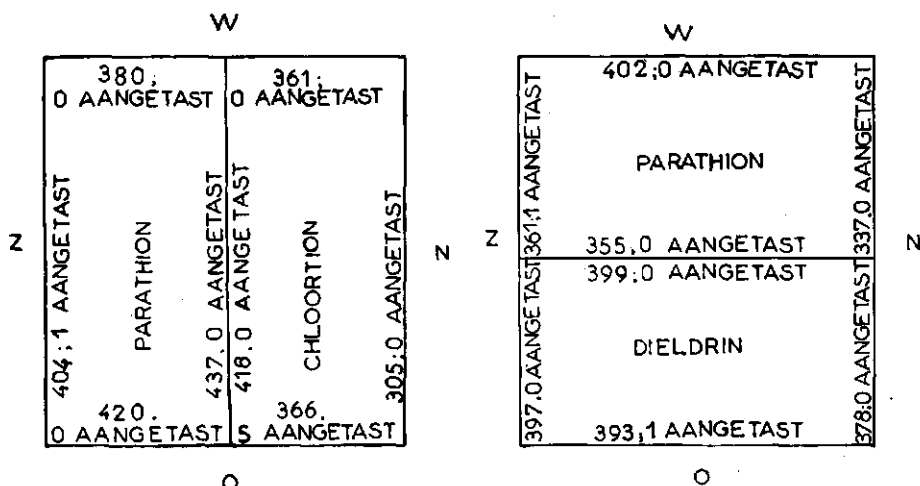 W
380;
0 AANGETAST
361;
0 AANGETAST
Z
404;1 AANGETAST
PARATHION
437.0 AANGETAST
418.0 AANGETAST
CHLOORTION
305;0 AANGETAST
N
420.
0 AANGETAST
366.
5 AANGETAST
O
W
402;0 AANGETAST
361;1 AANGETAST
PARATHION
337.0 AANGETAST
Z
355,0 AANGETAST
N
399;0 AANGETAST
397.0 AANGETAST
DIELDRIN
378;0 AANGETAST
393,1 AANGETAST
O